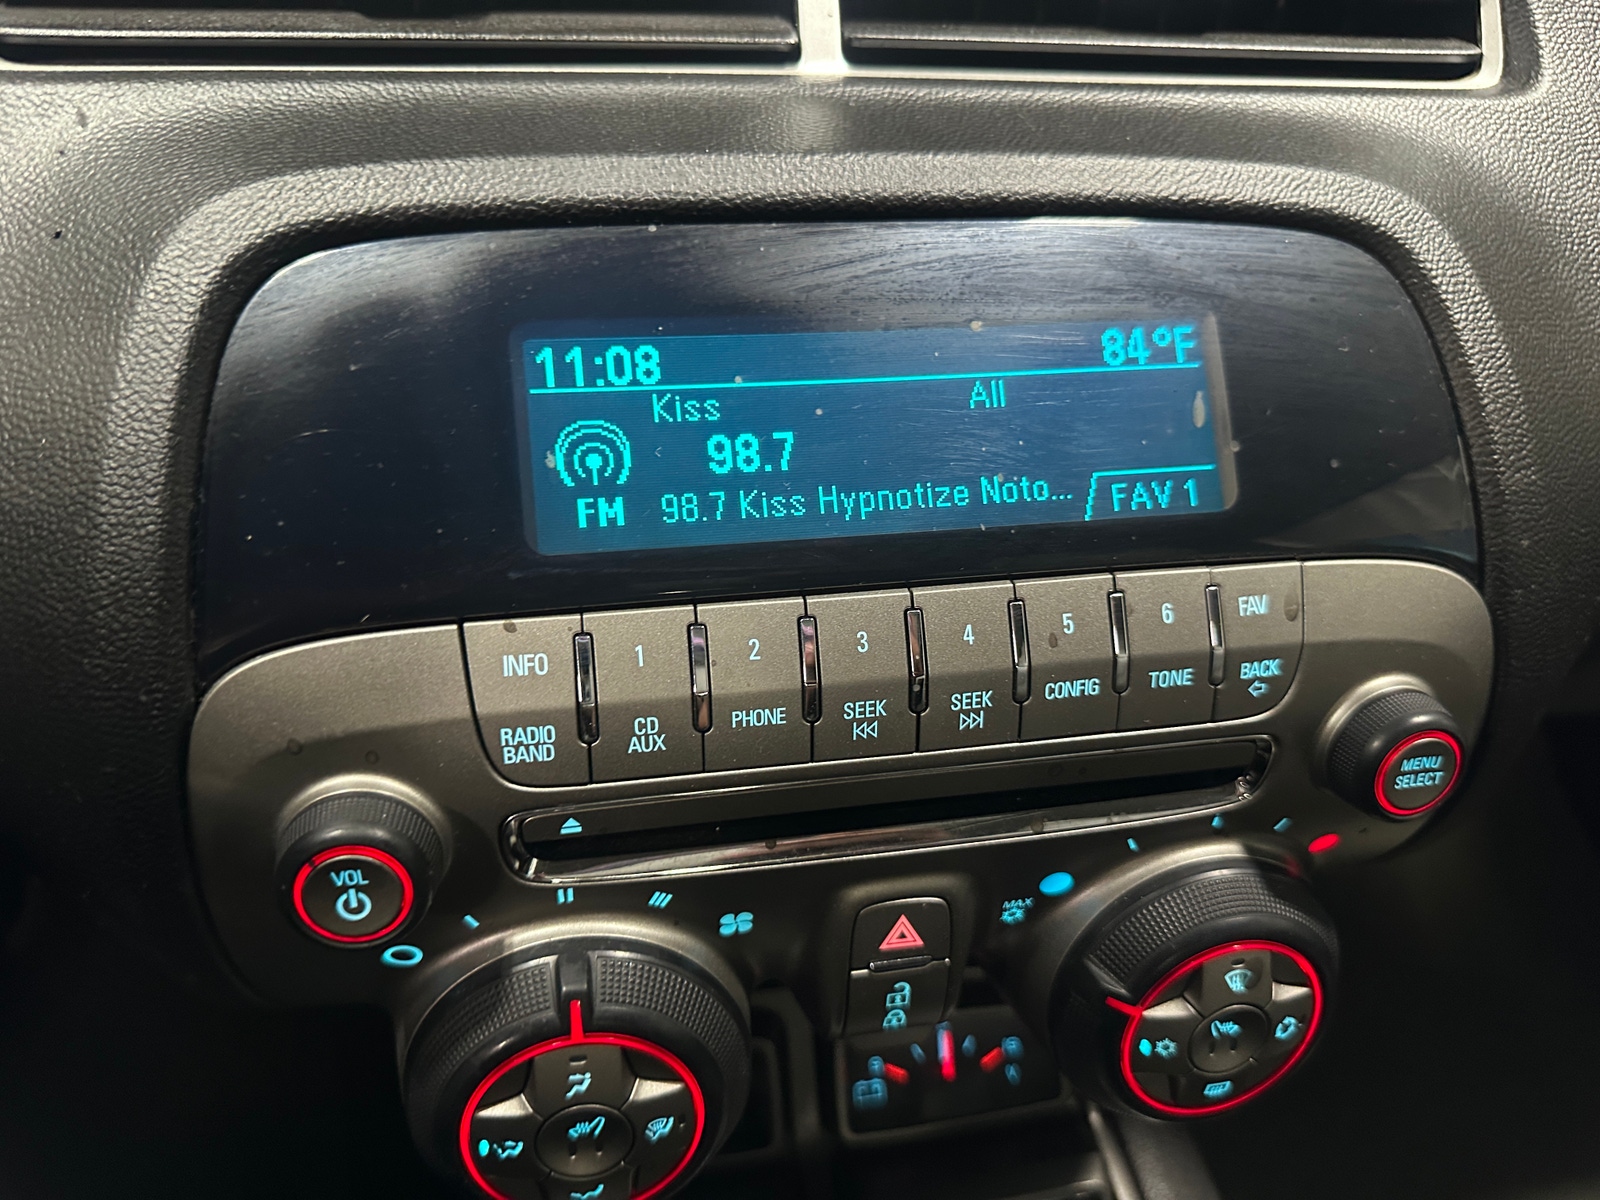 11:08 84°F
Kiss All
98.7
FM 98.7 Kiss Hypnotize Noto... FAV 1
INFO 1 2 3 4 5 6 FAV
RADIO BAND CD AUX PHONE SEEK SEEK CONFIG TONE BACK
MENU SELECT
VOL
MAX